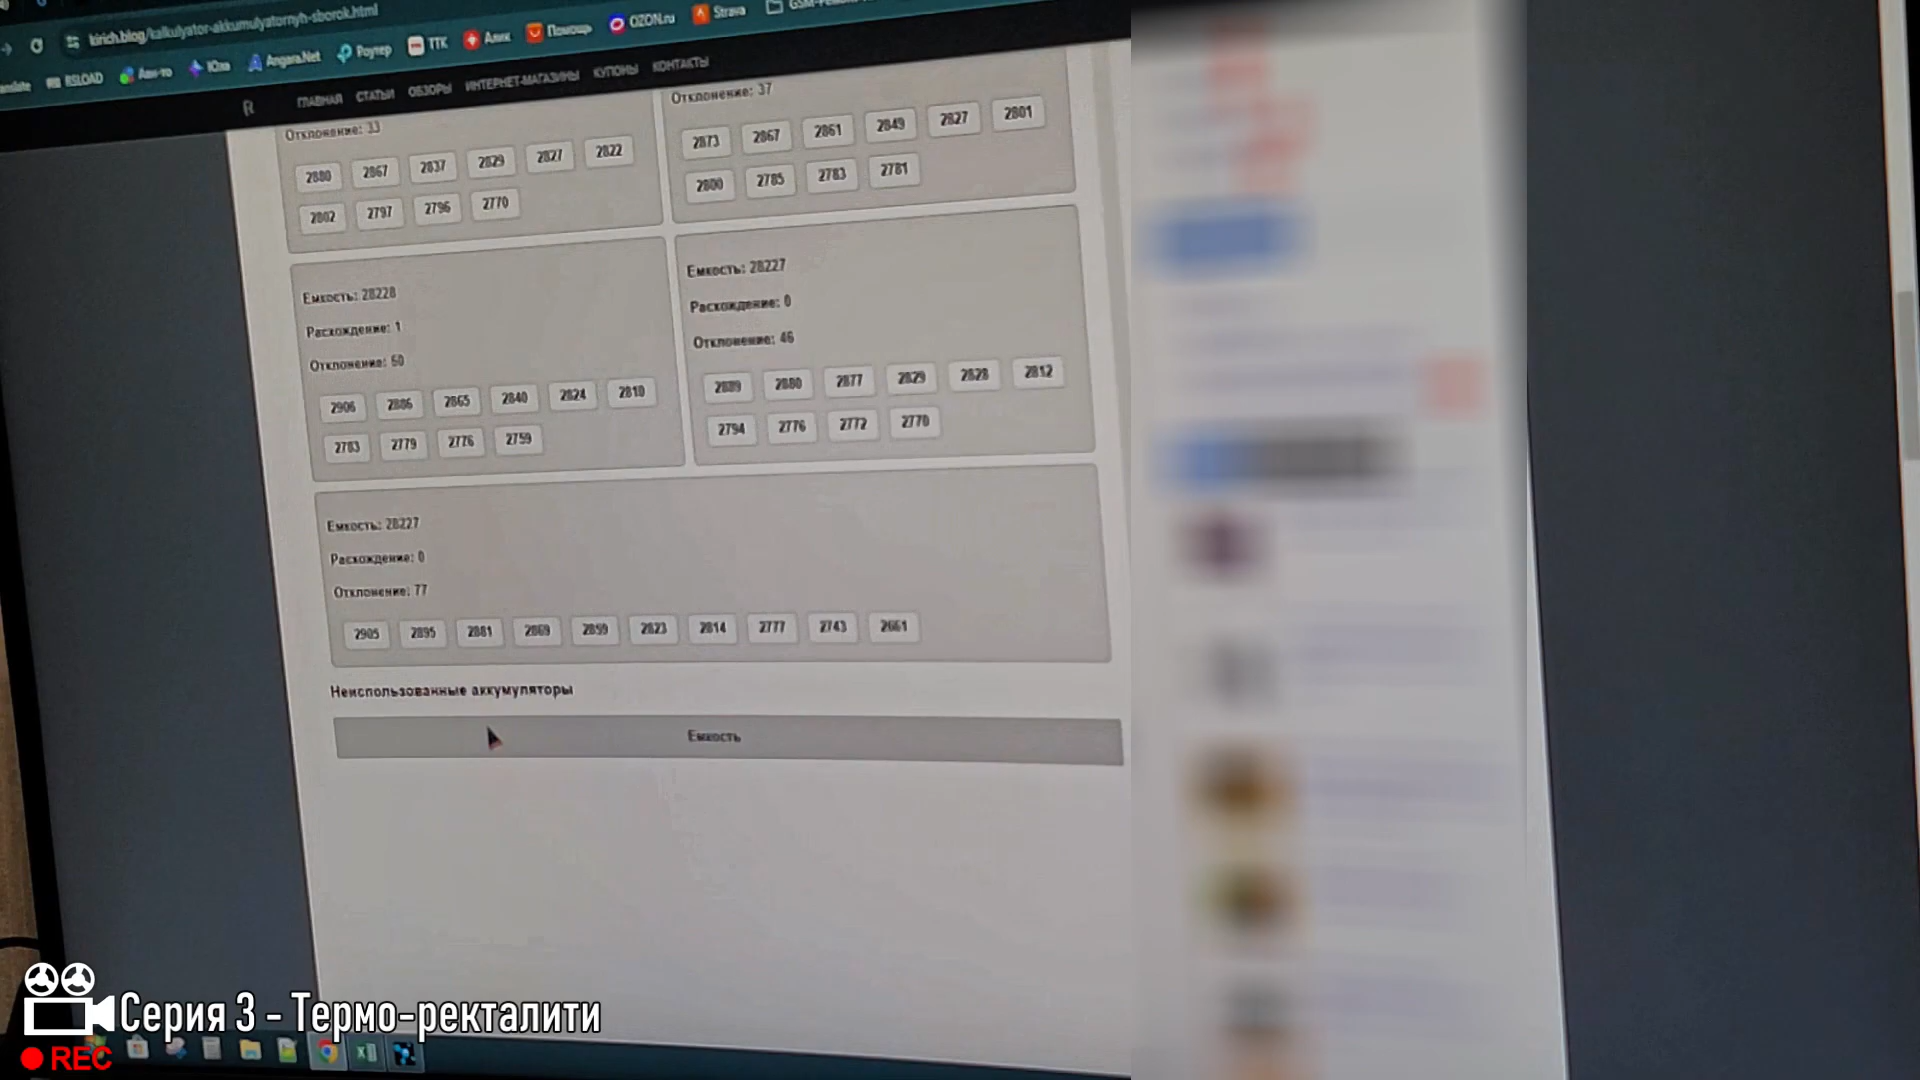 kirich.blog/kalkulyator-akkumulyatornyh-sborok.html
RSLOAD Ави-то Юла Angara.Net Роутер ТТК Алик Помощь OZON.ru Strava
ГЛАВНАЯ СТАТЬИ ОБЗОРЫ ИНТЕРНЕТ-МАГАЗИНЫ КУПОНЫ КОНТАКТЫ
Отклонение: 33
2880 2867 2837 2829 2827 2822
2802 2797 2796 2770
Отклонение: 37
2873 2867 2861 2849 2827 2801
2800 2785 2783 2781
Емкость: 28228
Расхождение: 1
Отклонение: 50
2906 2886 2865 2840 2824 2810
2783 2779 2776 2759
Емкость: 28227
Расхождение: 0
Отклонение: 46
2889 2880 2877 2829 2828 2812
2794 2776 2772 2770
Емкость: 28227
Расхождение: 0
Отклонение: 77
2905 2895 2881 2869 2859 2823 2814 2777 2743 2661
Неиспользованные аккумуляторы
Емкость
Серия 3 - Термо-ректалити
REC